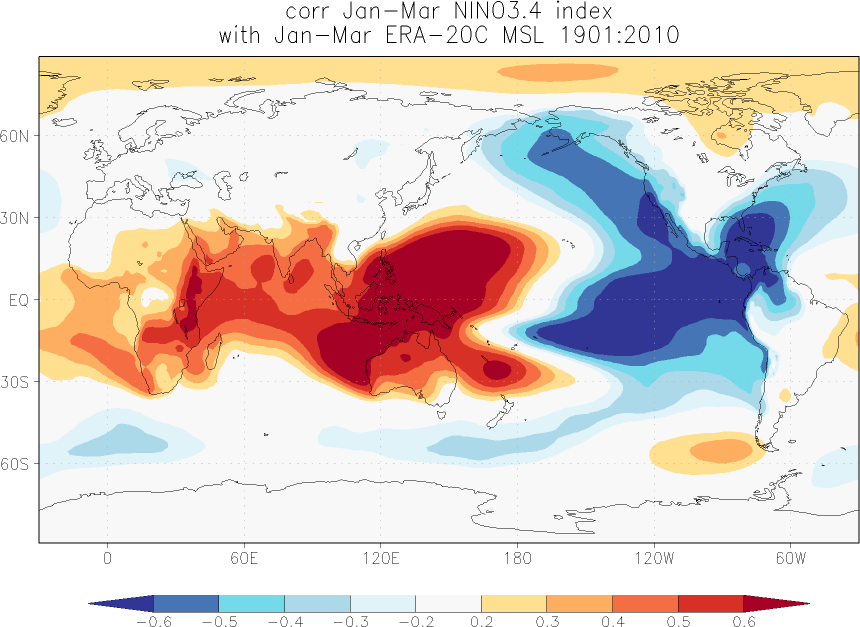 corr Jan-Mar NINO3.4 index
with Jan-Mar ERA-20C MSL 1901:2010
60N
30N
EQ
30S
60S
0 60E 120E 180 120W 60W
-0.6 -0.5 -0.4 -0.3 -0.2 0.2 0.3 0.4 0.5 0.6